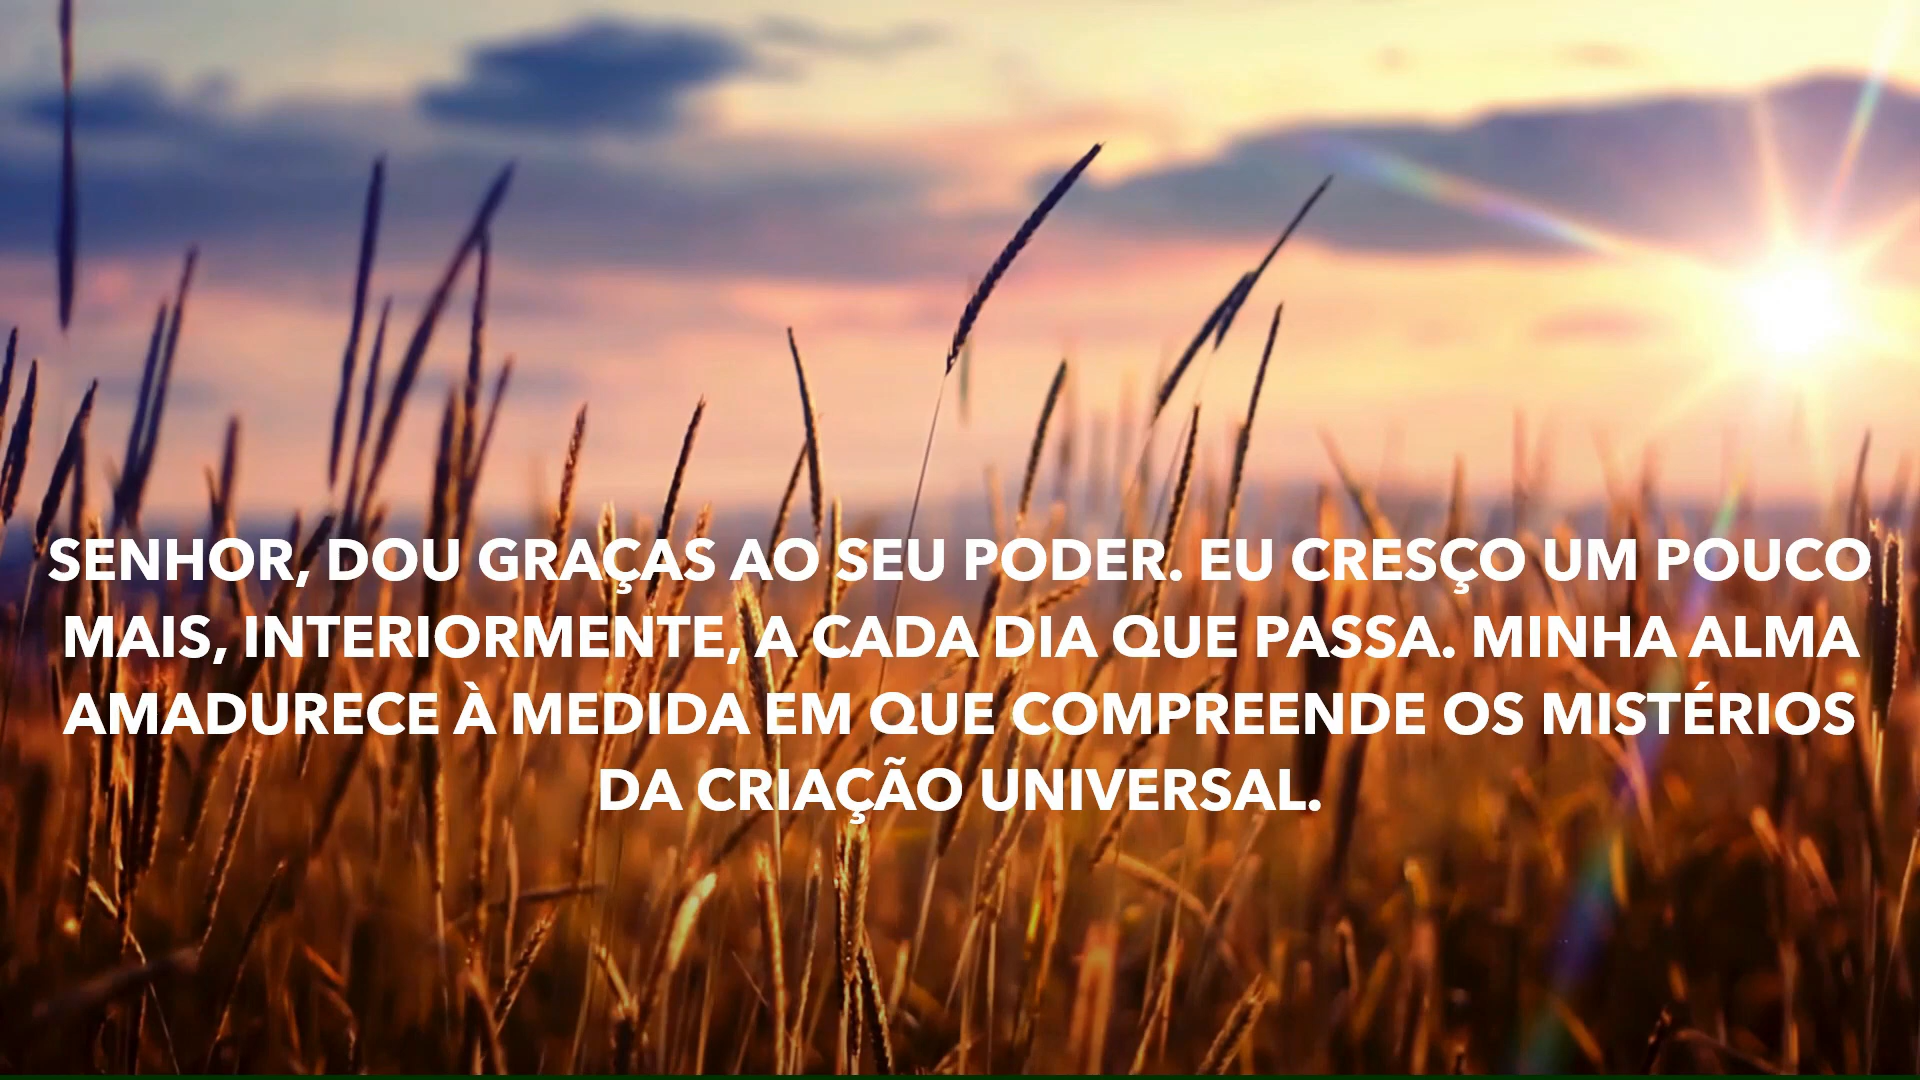 SENHOR, DOU GRAÇAS AO SEU PODER. EU CRESÇO UM POUCO
MAIS, INTERIORMENTE, A CADA DIA QUE PASSA. MINHA ALMA
AMADURECE À MEDIDA EM QUE COMPREENDE OS MISTÉRIOS
DA CRIAÇÃO UNIVERSAL.